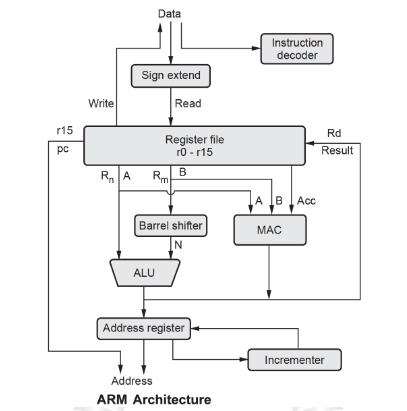 Data
Instruction
decoder
Sign extend
Write
Read
r15
pc
Register file
r0 - r15
Rd
Result
Rn
A
Rm
B
A
B
Acc
Barrel shifter
MAC
N
ALU
Address register
Incrementer
Address
ARM Architecture